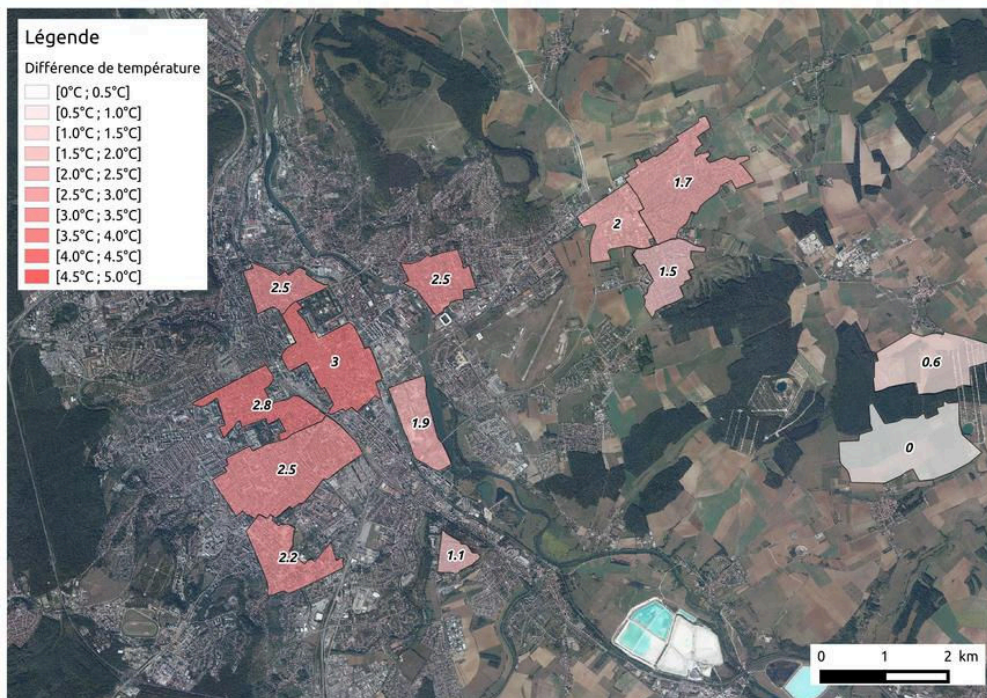 Légende
Différence de température
[0°C ; 0.5°C]
[0.5°C ; 1.0°C]
[1.0°C ; 1.5°C]
[1.5°C ; 2.0°C]
[2.0°C ; 2.5°C]
[2.5°C ; 3.0°C]
[3.0°C ; 3.5°C]
[3.5°C ; 4.0°C]
[4.0°C ; 4.5°C]
[4.5°C ; 5.0°C]
1.7
2
1.5
2.5
2.5
3
0.6
2.8
1.9
0
2.5
2.2
1.1
0 1 2 km